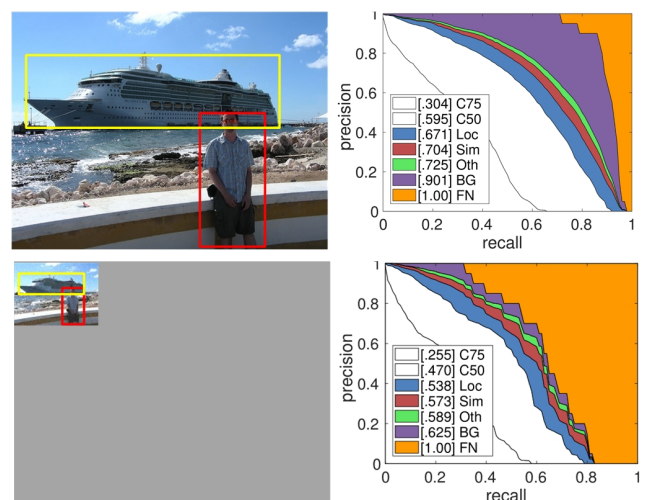 1
0.8
0.6
0.4
0.2
0
precision
[.304] C75
[.595] C50
[.671] Loc
[.704] Sim
[.725] Oth
[.901] BG
[1.00] FN
0 0.2 0.4 0.6 0.8 1
recall
1
0.8
0.6
0.4
0.2
0
precision
[.255] C75
[.470] C50
[.538] Loc
[.573] Sim
[.589] Oth
[.625] BG
[1.00] FN
0 0.2 0.4 0.6 0.8 1
recall